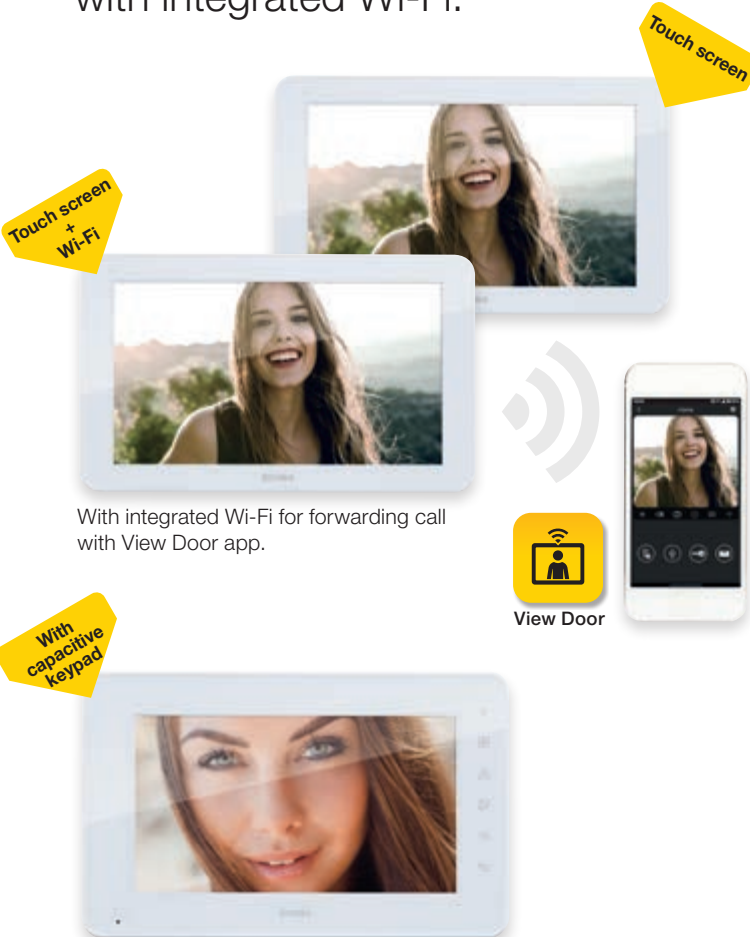 with integrated Wi-Fi.
Touch screen
Touch screen
+
Wi-Fi
With integrated Wi-Fi for forwarding call
with View Door app.
View Door
With
capacitive
keypad